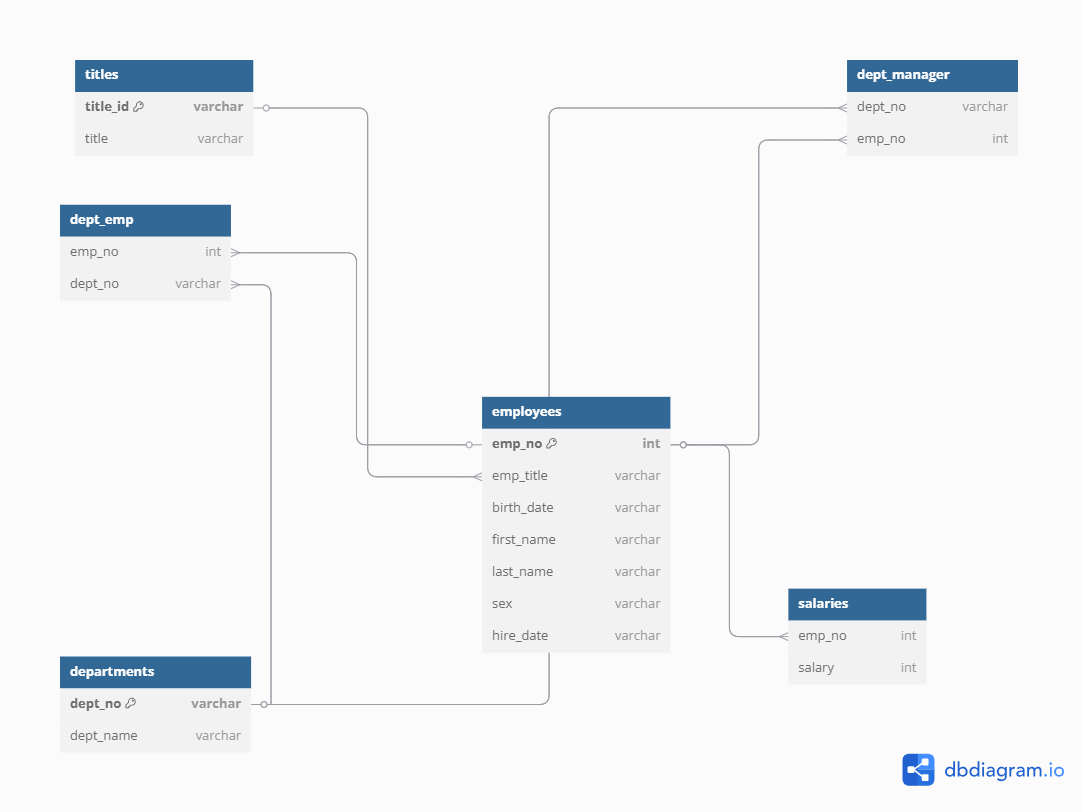 titles
title_id varchar
title varchar
dept_manager
dept_no varchar
emp_no int
dept_emp
emp_no int
dept_no varchar
employees
emp_no int
emp_title varchar
birth_date varchar
first_name varchar
last_name varchar
sex varchar
hire_date varchar
salaries
emp_no int
salary int
departments
dept_no varchar
dept_name varchar
dbdiagram.io